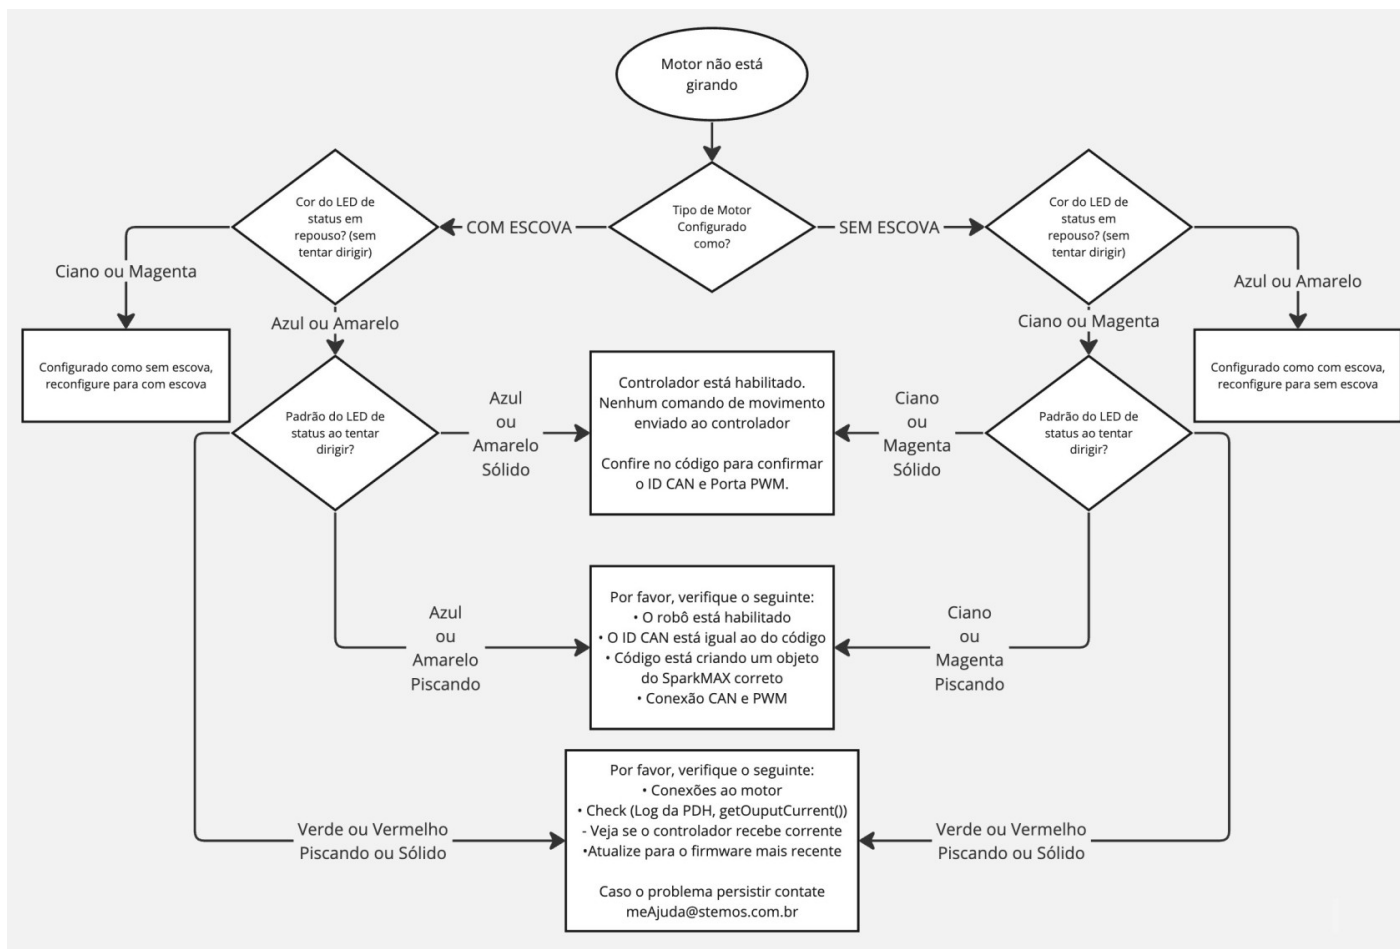 Motor não está
girando
Cor do LED de
status em
repouso? (sem
tentar dirigir)
COM ESCOVA
Tipo de Motor
Configurado
como?
SEM ESCOVA
Cor do LED de
status em
repouso? (sem
tentar dirigir)
Ciano ou Magenta
Azul ou Amarelo
Azul ou Amarelo
Ciano ou Magenta
Configurado como sem escova,
reconfigure para com escova
Configurado como com escova,
reconfigure para sem escova
Padrão do LED de
status ao tentar
dirigir?
Azul
ou
Amarelo
Sólido
Controlador está habilitado.
Nenhum comando de movimento
enviado ao controlador
Confire no código para confirmar
o ID CAN e Porta PWM.
Ciano
ou
Magenta
Sólido
Padrão do LED de
status ao tentar
dirigir?
Azul
ou
Amarelo
Piscando
Por favor, verifique o seguinte:
• O robô está habilitado
• O ID CAN está igual ao do código
• Código está criando um objeto
do SparkMAX correto
• Conexão CAN e PWM
Ciano
ou
Magenta
Piscando
Verde ou Vermelho
Piscando ou Sólido
Por favor, verifique o seguinte:
• Conexões ao motor
• Check (Log da PDH, getOuputCurrent())
- Veja se o controlador recebe corrente
•Atualize para o firmware mais recente
Caso o problema persistir contate
meAjuda@stemos.com.br
Verde ou Vermelho
Piscando ou Sólido